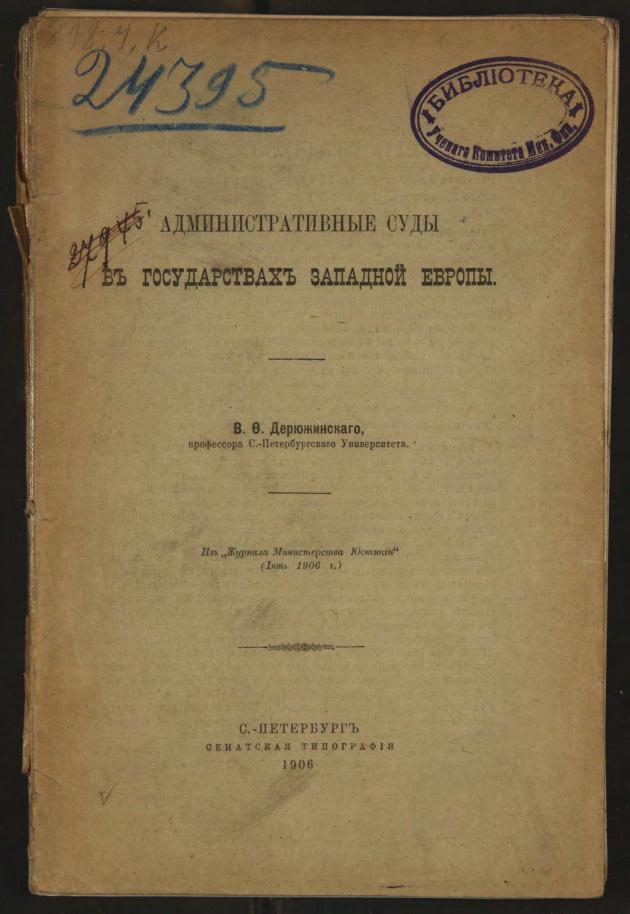 24395
БИБЛІОТЕКА
Ученаго Комитета Мин. Фин.
27945.
АДМИНИСТРАТИВНЫЕ СУДЫ
ВЪ ГОСУДАРСТВАХЪ ЗАПАДНОЙ ЕВРОПЫ.
В. Ѳ. Дерюжинскаго,
профессора С.-Петербургскаго Университета.
Изъ „Журнала Министерства Юстиціи“
(Іюнь 1906 г.)
С.-ПЕТЕРБУРГЪ
СЕНАТСКАЯ ТИПОГРАФІЯ
1906